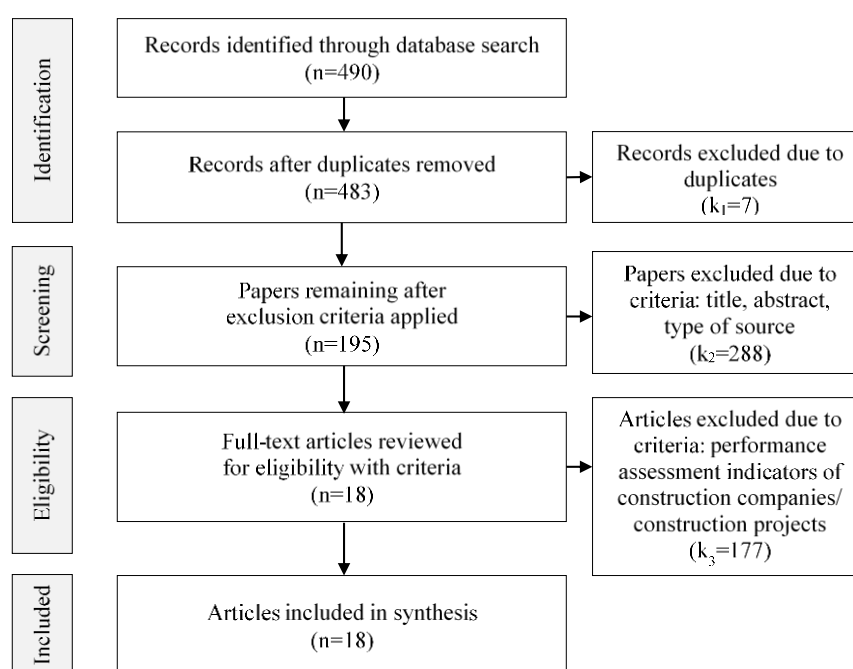 Identification
Records identified through database search
(n=490)
Records after duplicates removed
(n=483)
Records excluded due to
duplicates
(k₁=7)
Screening
Papers remaining after
exclusion criteria applied
(n=195)
Papers excluded due to
criteria: title, abstract,
type of source
(k₂=288)
Eligibility
Full-text articles reviewed
for eligibility with criteria
(n=18)
Articles excluded due to
criteria: performance
assessment indicators of
construction companies/
construction projects
(k₃=177)
Included
Articles included in synthesis
(n=18)